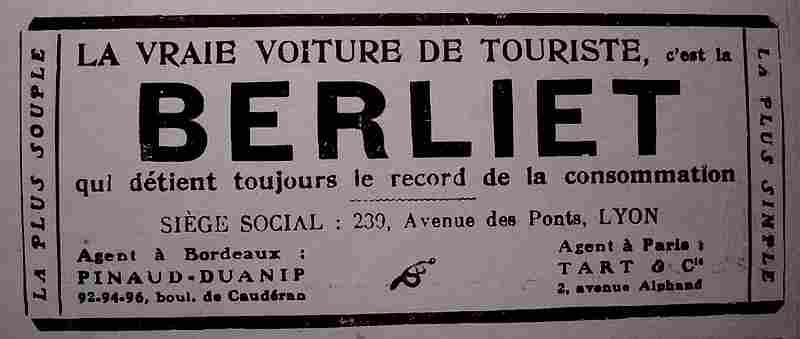 LA PLUS SOUPLE
LA VRAIE VOITURE DE TOURISTE, c'est la
BERLIET
qui détient toujours le record de la consommation
SIÈGE SOCIAL : 239, Avenue des Ponts, LYON
Agent à Bordeaux :
PINAUD-DUANIP
92-94-96, boul. de Caudéran
Agent à Paris :
TART & Cie
2, avenue Alphand
LA PLUS SIMPLE